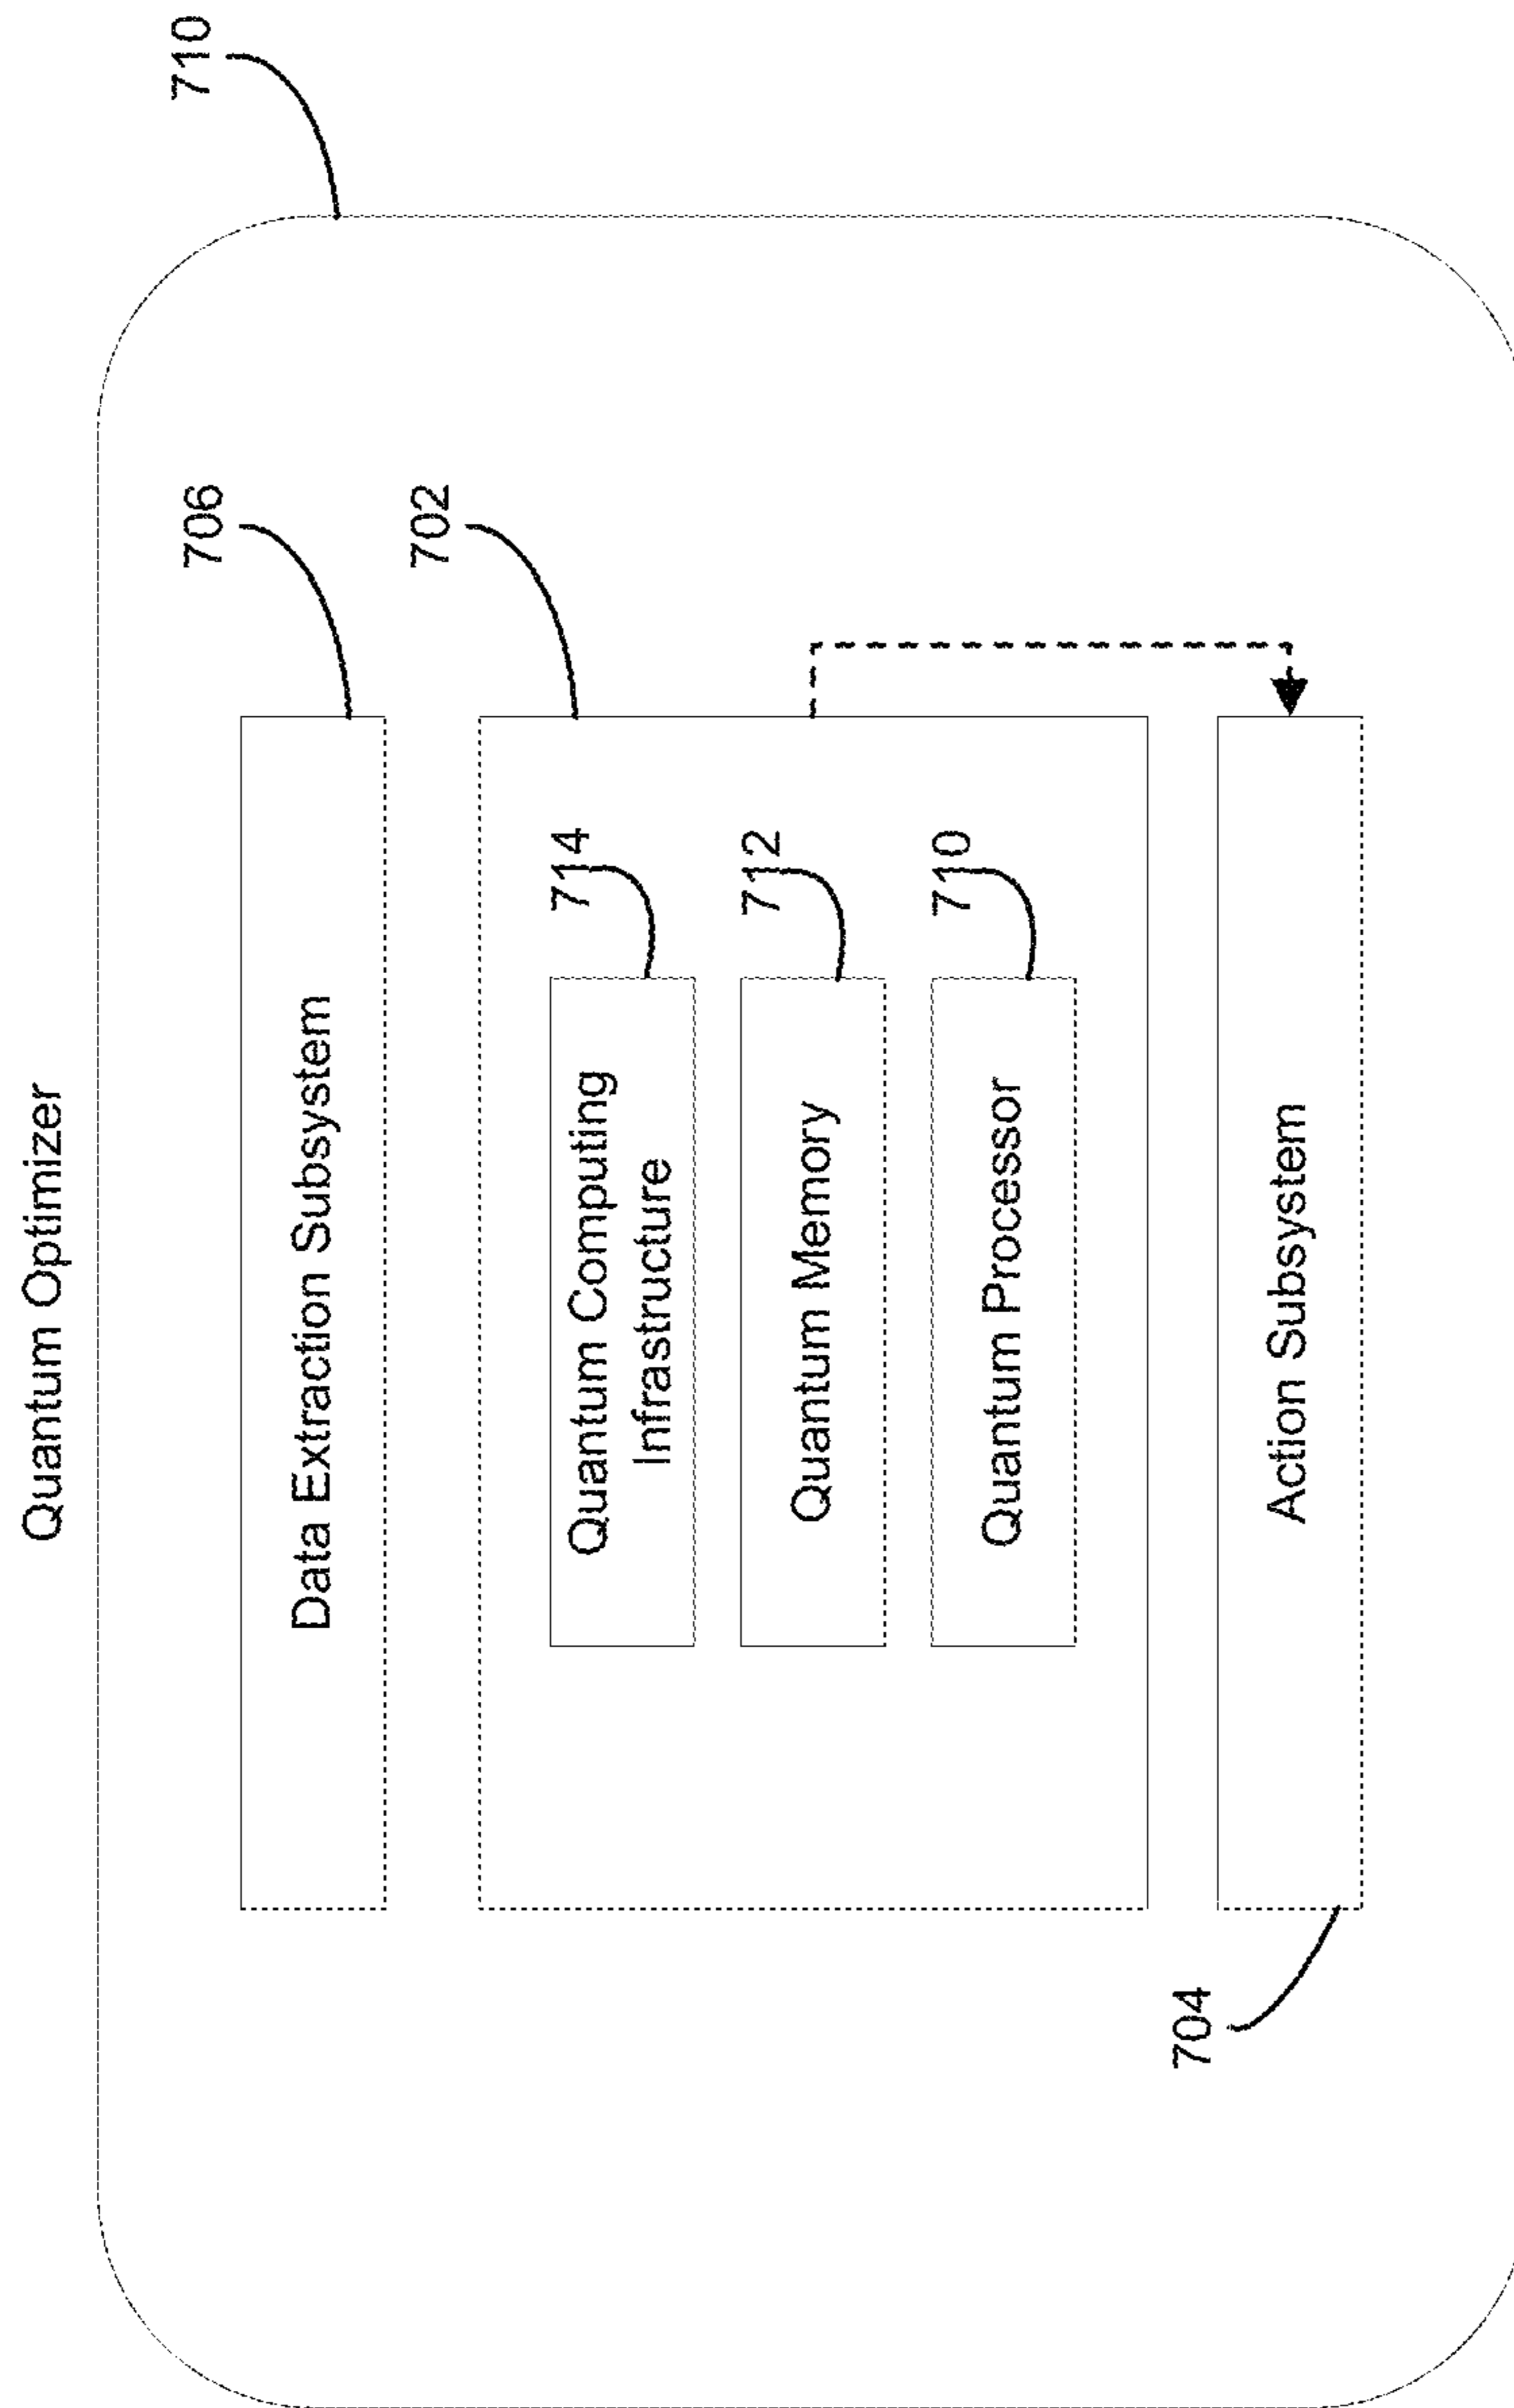 Quantum Optimizer
710
706
Data Extraction Subsystem
702
714
Quantum Computing
Infrastructure
712
Quantum Memory
710
Quantum Processor
Action Subsystem
704